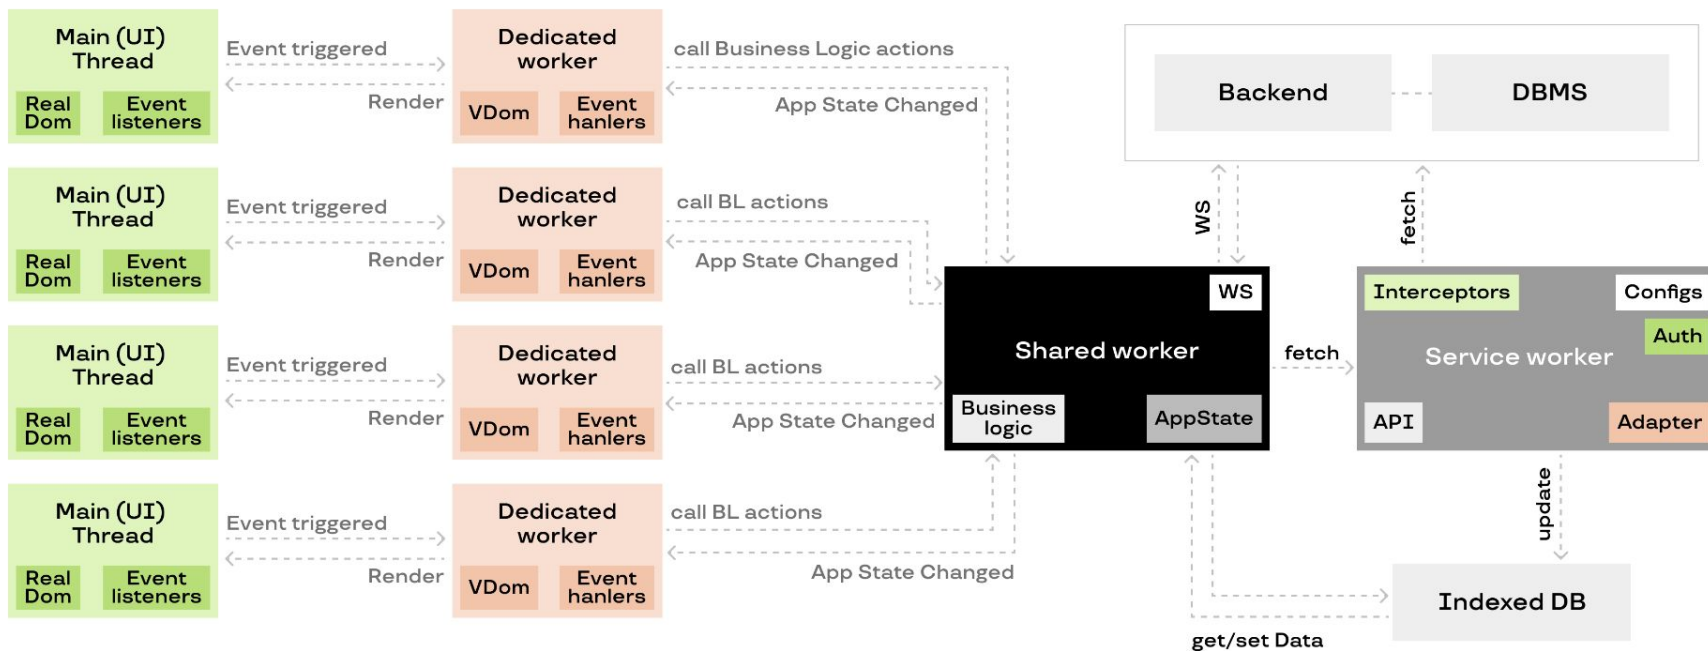 Main (UI)
Thread
Real
Dom
Event
listeners
Event triggered
Render
Dedicated
worker
VDom
Event
hanlers
call Business Logic actions
App State Changed
Main (UI)
Thread
Real
Dom
Event
listeners
Event triggered
Render
Dedicated
worker
VDom
Event
hanlers
call BL actions
App State Changed
Main (UI)
Thread
Real
Dom
Event
listeners
Event triggered
Render
Dedicated
worker
VDom
Event
hanlers
call BL actions
App State Changed
Main (UI)
Thread
Real
Dom
Event
listeners
Event triggered
Render
Dedicated
worker
VDom
Event
hanlers
call BL actions
App State Changed
Backend
DBMS
WS
fetch
WS
Shared worker
Business
logic
AppState
fetch
Interceptors
Configs
Auth
Service worker
API
Adapter
update
Indexed DB
get/set Data